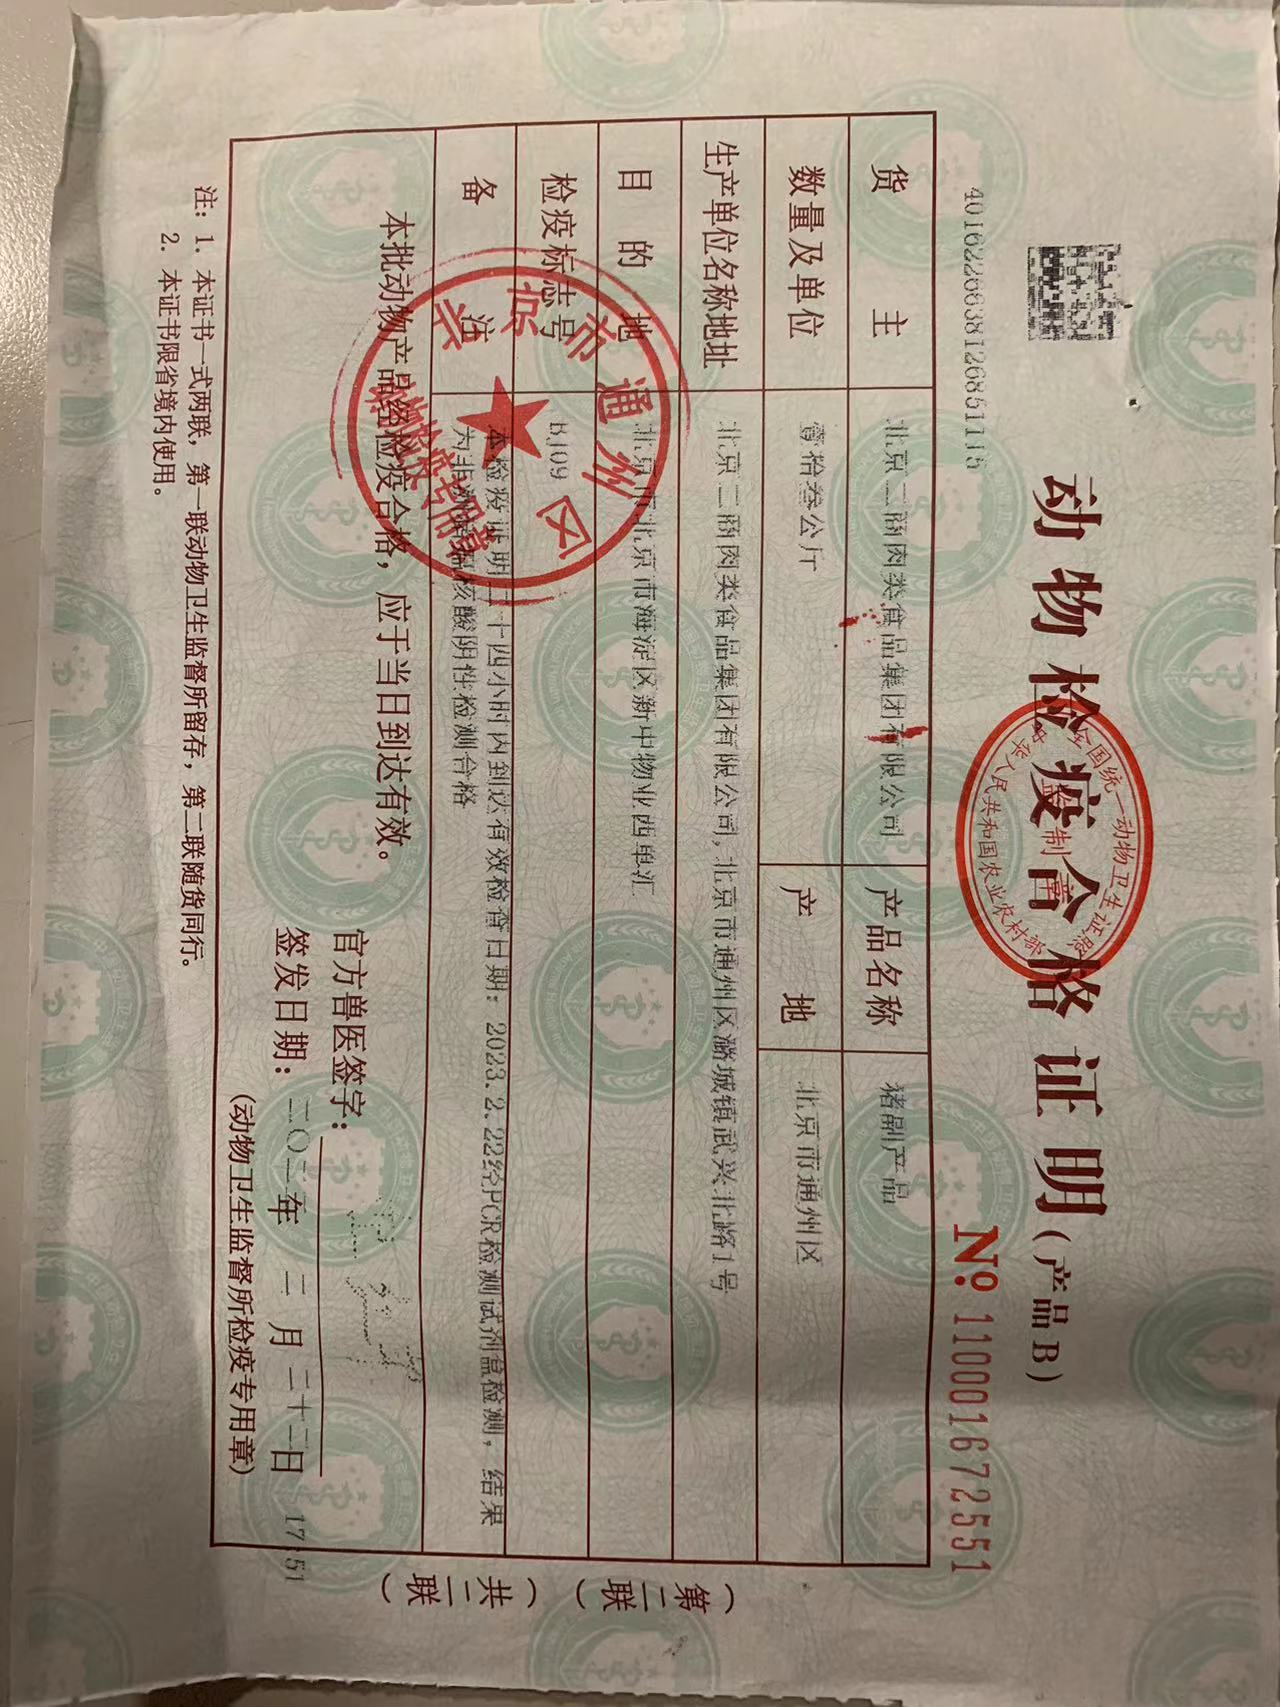 动物检疫合格证明(产品 B)
全国统一动物卫生证照
中华人民共和国农业农村部
监制章
4016226638126851115
№ 110001672551
货主 北京二商肉类食品集团有限公司 产品名称 猪副产品
数量及单位 壹拾叁公斤 产地 北京市通州区
生产单位名称地址 北京二商肉类食品集团有限公司,北京市通州区潞城镇武兴北路1号
目的地 北京市北京市海淀区新中物业西单汇
检疫标志号 BJ09
备注 本检疫证明二十四小时内到达有效检查日期:2023.2.22经PCR检测试剂盒检测,结果
为非洲猪瘟核酸阴性检测合格
本批动物产品经检疫合格,应于当日到达有效。
官方兽医签字:
签发日期:二〇二 年 二 月 二十二日 17:51
(动物卫生监督所检疫专用章)
北京市通州区
注:1. 本证书一式两联,第一联动物卫生监督所留存,第二联随货同行。
2. 本证书限省境内使用。
(第二联)
(共二联)